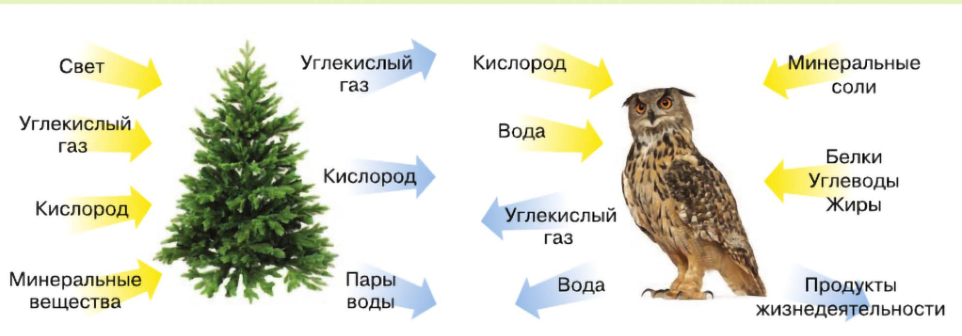 Свет
Углекислый
газ
Кислород
Минеральные
вещества
Углекислый
газ
Кислород
Пары
воды
Кислород
Вода
Углекислый
газ
Вода
Минеральные
соли
Белки
Углеводы
Жиры
Продукты
жизнедеятельности